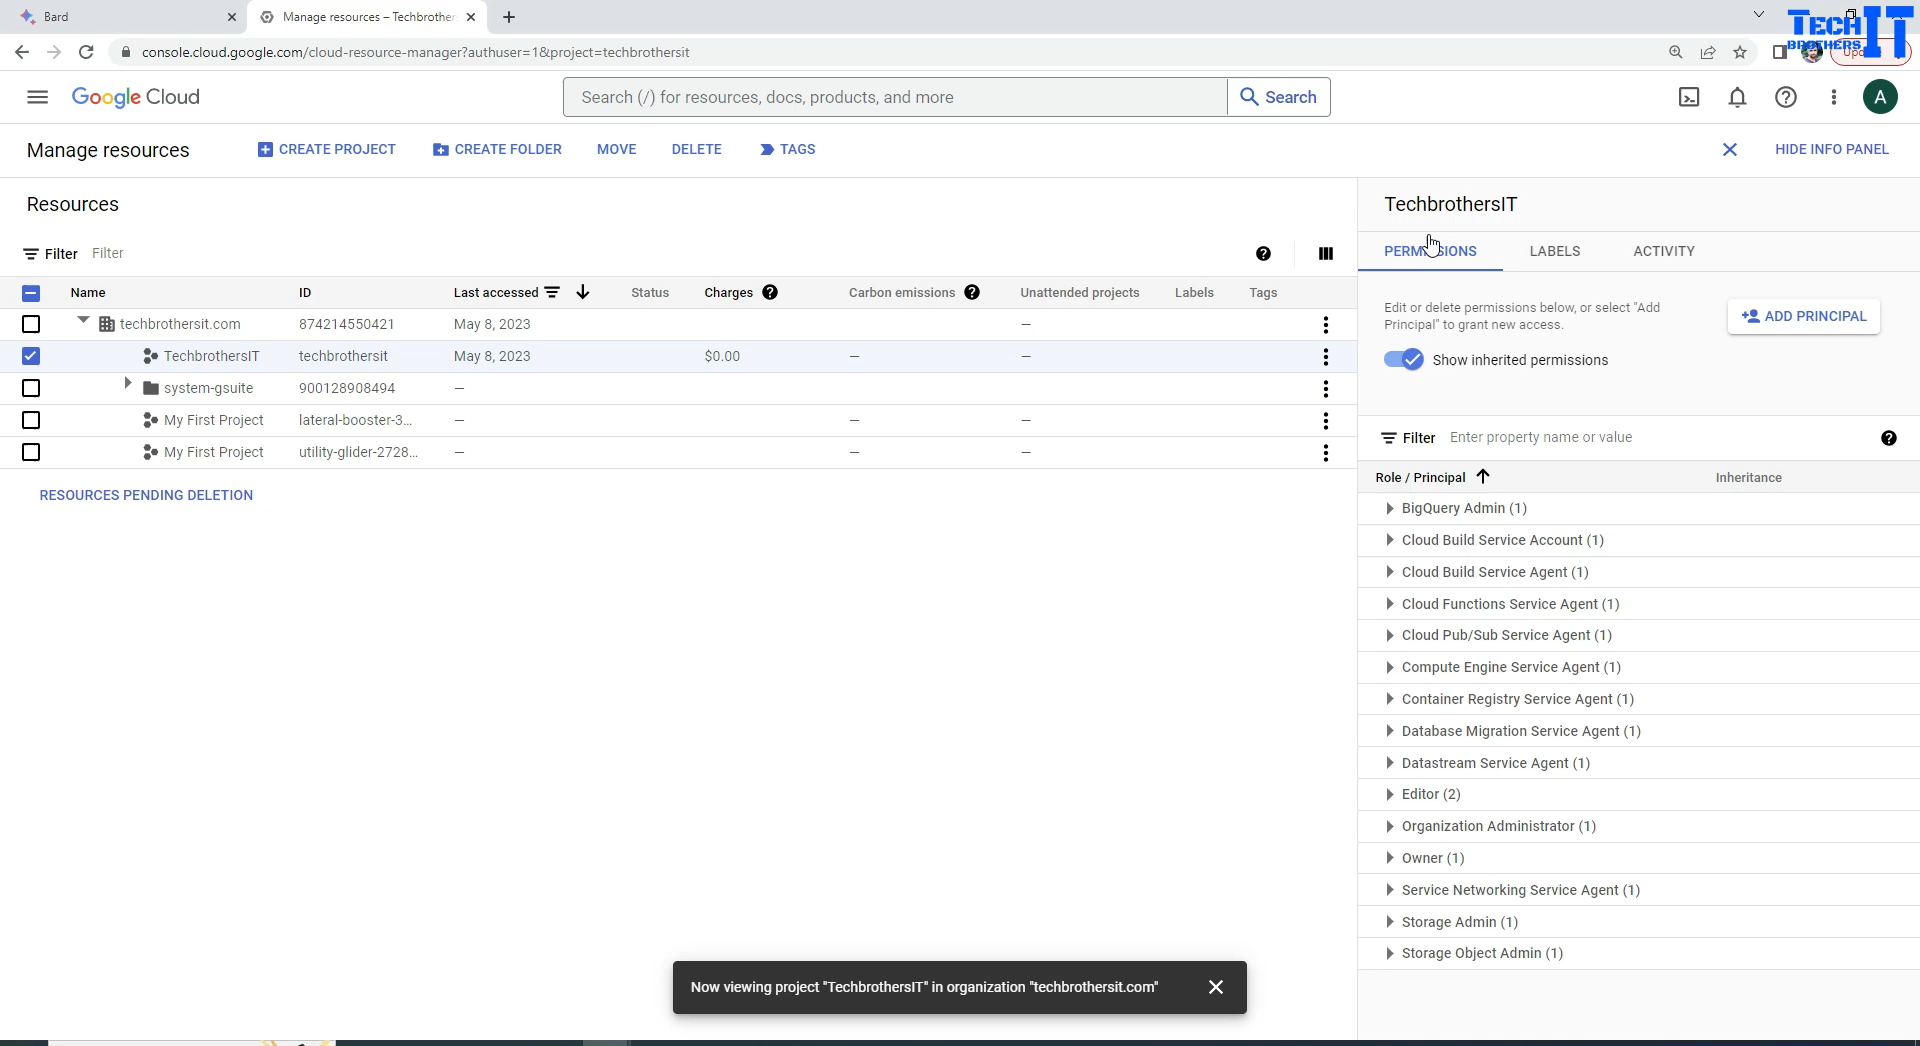 Bard
Manage resources – Techbrother
console.cloud.google.com/cloud-resource-manager?authuser=1&project=techbrothersit
TECH IT
BROTHERS
Google Cloud
Search (/) for resources, docs, products, and more
Search
A
Manage resources
CREATE PROJECT
CREATE FOLDER
MOVE
DELETE
TAGS
HIDE INFO PANEL
Resources
TechbrothersIT
Filter Filter
PERMISSIONS
LABELS
ACTIVITY
Name ID Last accessed Status Charges Carbon emissions Unattended projects Labels Tags
techbrothersit.com 874214550421 May 8, 2023 –
TechbrothersIT techbrothersit May 8, 2023 $0.00 – –
system-gsuite 900128908494 –
My First Project lateral-booster-3... – – –
My First Project utility-glider-2728... – – –
RESOURCES PENDING DELETION
Edit or delete permissions below, or select "Add
Principal" to grant new access.
ADD PRINCIPAL
Show inherited permissions
Filter Enter property name or value
Role / Principal Inheritance
BigQuery Admin (1)
Cloud Build Service Account (1)
Cloud Build Service Agent (1)
Cloud Functions Service Agent (1)
Cloud Pub/Sub Service Agent (1)
Compute Engine Service Agent (1)
Container Registry Service Agent (1)
Database Migration Service Agent (1)
Datastream Service Agent (1)
Editor (2)
Organization Administrator (1)
Owner (1)
Service Networking Service Agent (1)
Storage Admin (1)
Storage Object Admin (1)
Now viewing project "TechbrothersIT" in organization "techbrothersit.com"